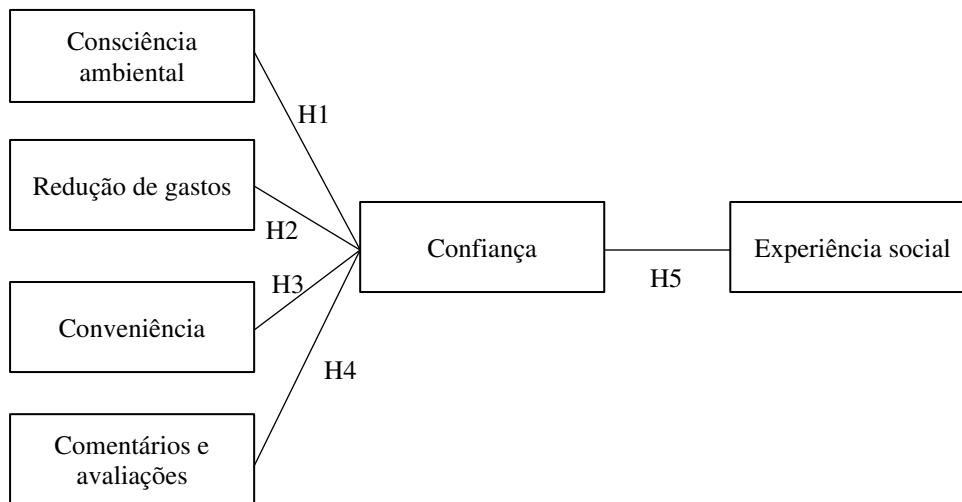 Consciência
ambiental
H1
Redução de gastos
H2
Confiança
Experiência social
H5
H3
Conveniência
H4
Comentários e
avaliações